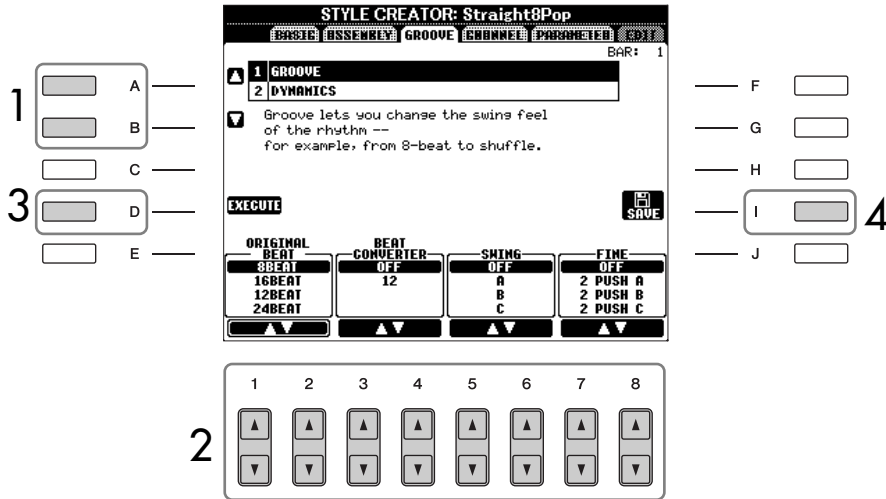 STYLE CREATOR: Straight8Pop
BASIC ASSEMBLY GROOVE CHANNEL PARAMETER EDIT
BAR: 1
1 GROOVE
2 DYNAMICS
Groove lets you change the swing feel
of the rhythm --
for example, from 8-beat to shuffle.
EXECUTE
SAVE
ORIGINAL BEAT BEAT CONVERTER SWING FINE
8BEAT OFF OFF OFF
16BEAT 12 A 2 PUSH A
12BEAT B 2 PUSH B
24BEAT C 2 PUSH C
1
A
B
C
3
D
E
F
G
H
I
4
J
1 2 3 4 5 6 7 8
2